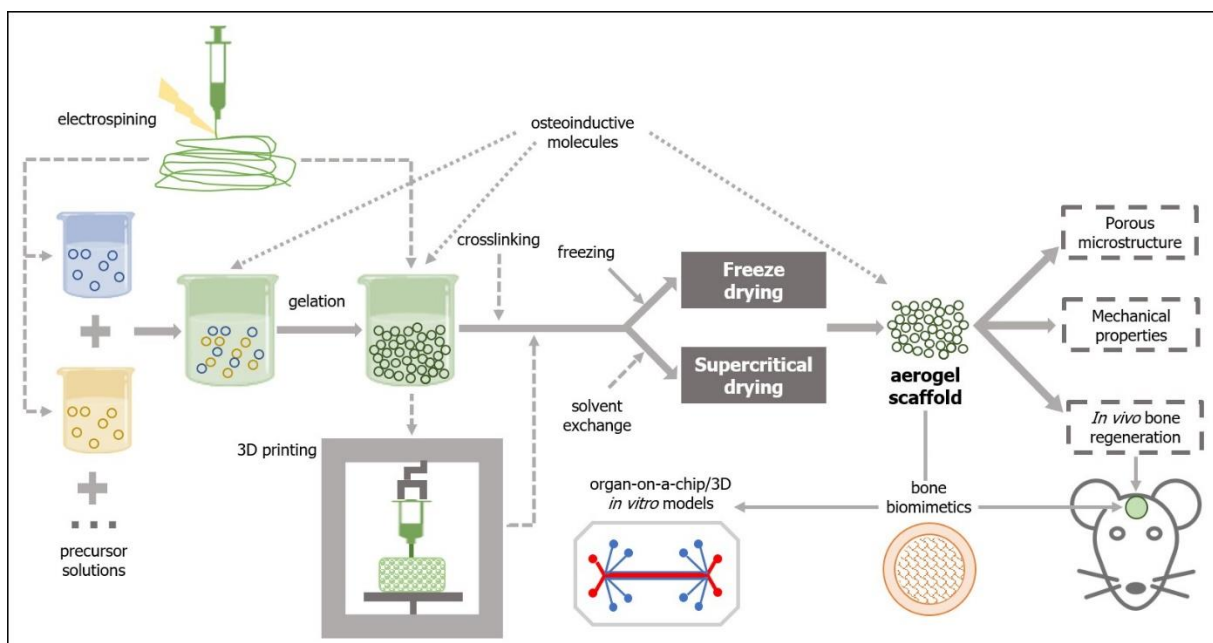 electrospining
osteoinductive
molecules
crosslinking
freezing
gelation
Freeze
drying
Supercritical
drying
solvent
exchange
aerogel
scaffold
Porous
microstructure
Mechanical
properties
In vivo bone
regeneration
precursor
solutions
3D printing
organ-on-a-chip/3D
in vitro models
bone
biomimetics